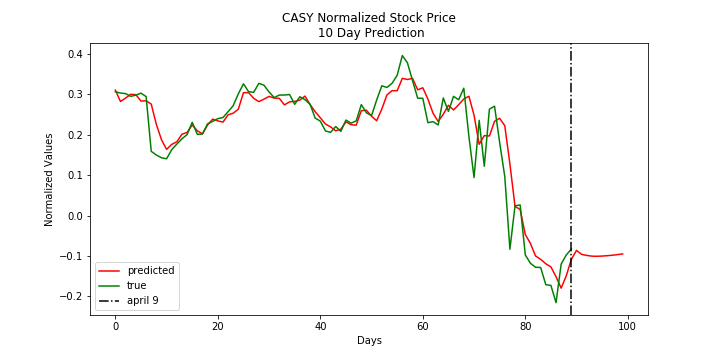 CASY Normalized Stock Price
10 Day Prediction
Normalized Values
0.4
0.3
0.2
0.1
0.0
−0.1
−0.2
predicted
true
april 9
0 20 40 60 80 100
Days